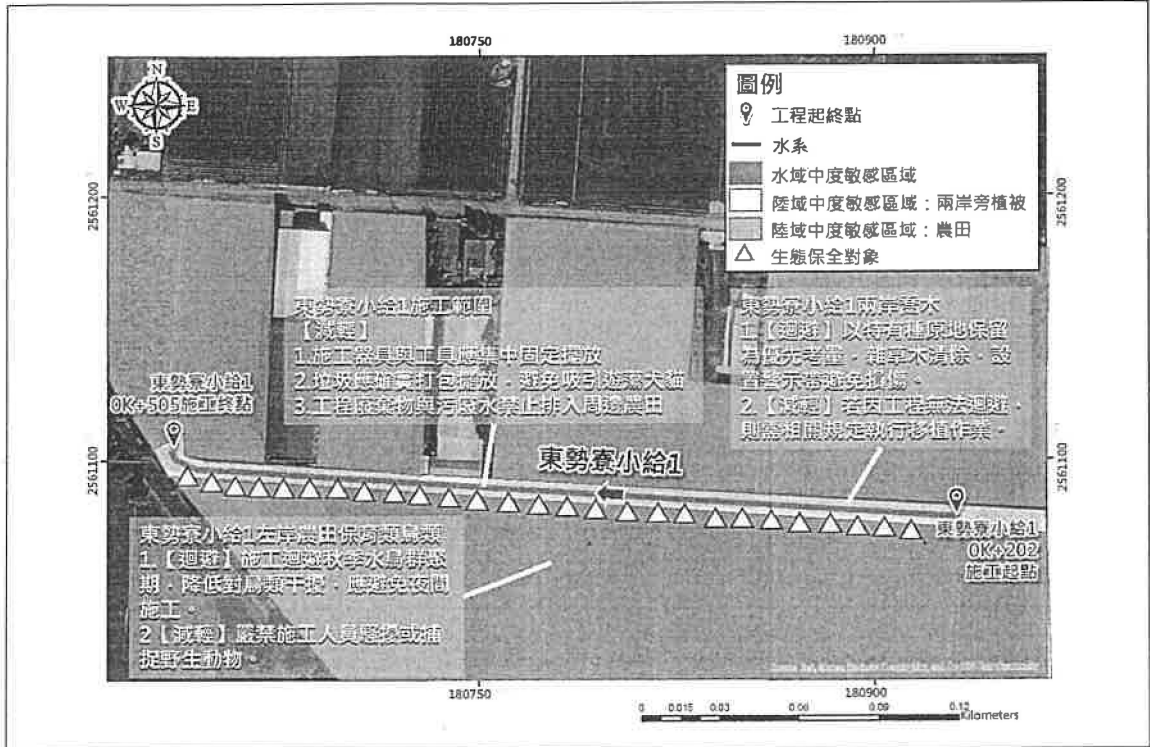 180750
180900
N
W
E
S
圖例
工程起終點
水系
水域中度敏感區域
陸域中度敏感區域：兩岸旁植被
陸域中度敏感區域：農田
生態保全對象
2561200
2561200
東勢寮小給1施工範圍
【減輕】
1.施工器具與工具應集中固定擺放
2.垃圾應確實打包擺放，避免吸引遊蕩犬貓
3.工程廢棄物與污廢水禁止排入周邊農田
東勢寮小給1兩岸喬木
1.【迴避】以特有種原地保留
為優先考量，雜草木清除，設
置警示帶避免損傷。
2.【減輕】若因工程無法迴避，
則需相關規定執行移植作業。
東勢寮小給1
0K+505施工終點
2561100
2561100
東勢寮小給1
東勢寮小給1
0K+202
施工起點
東勢寮小給1左岸農田保育類鳥類
1.【迴避】施工迴避秋季水鳥群聚
期，降低對鳥類干擾，應避免夜間
施工。
2【減輕】嚴禁施工人員騷擾或捕
捉野生動物。
180750
180900
0 0.015 0.03 0.06 0.09 0.12
Kilometers